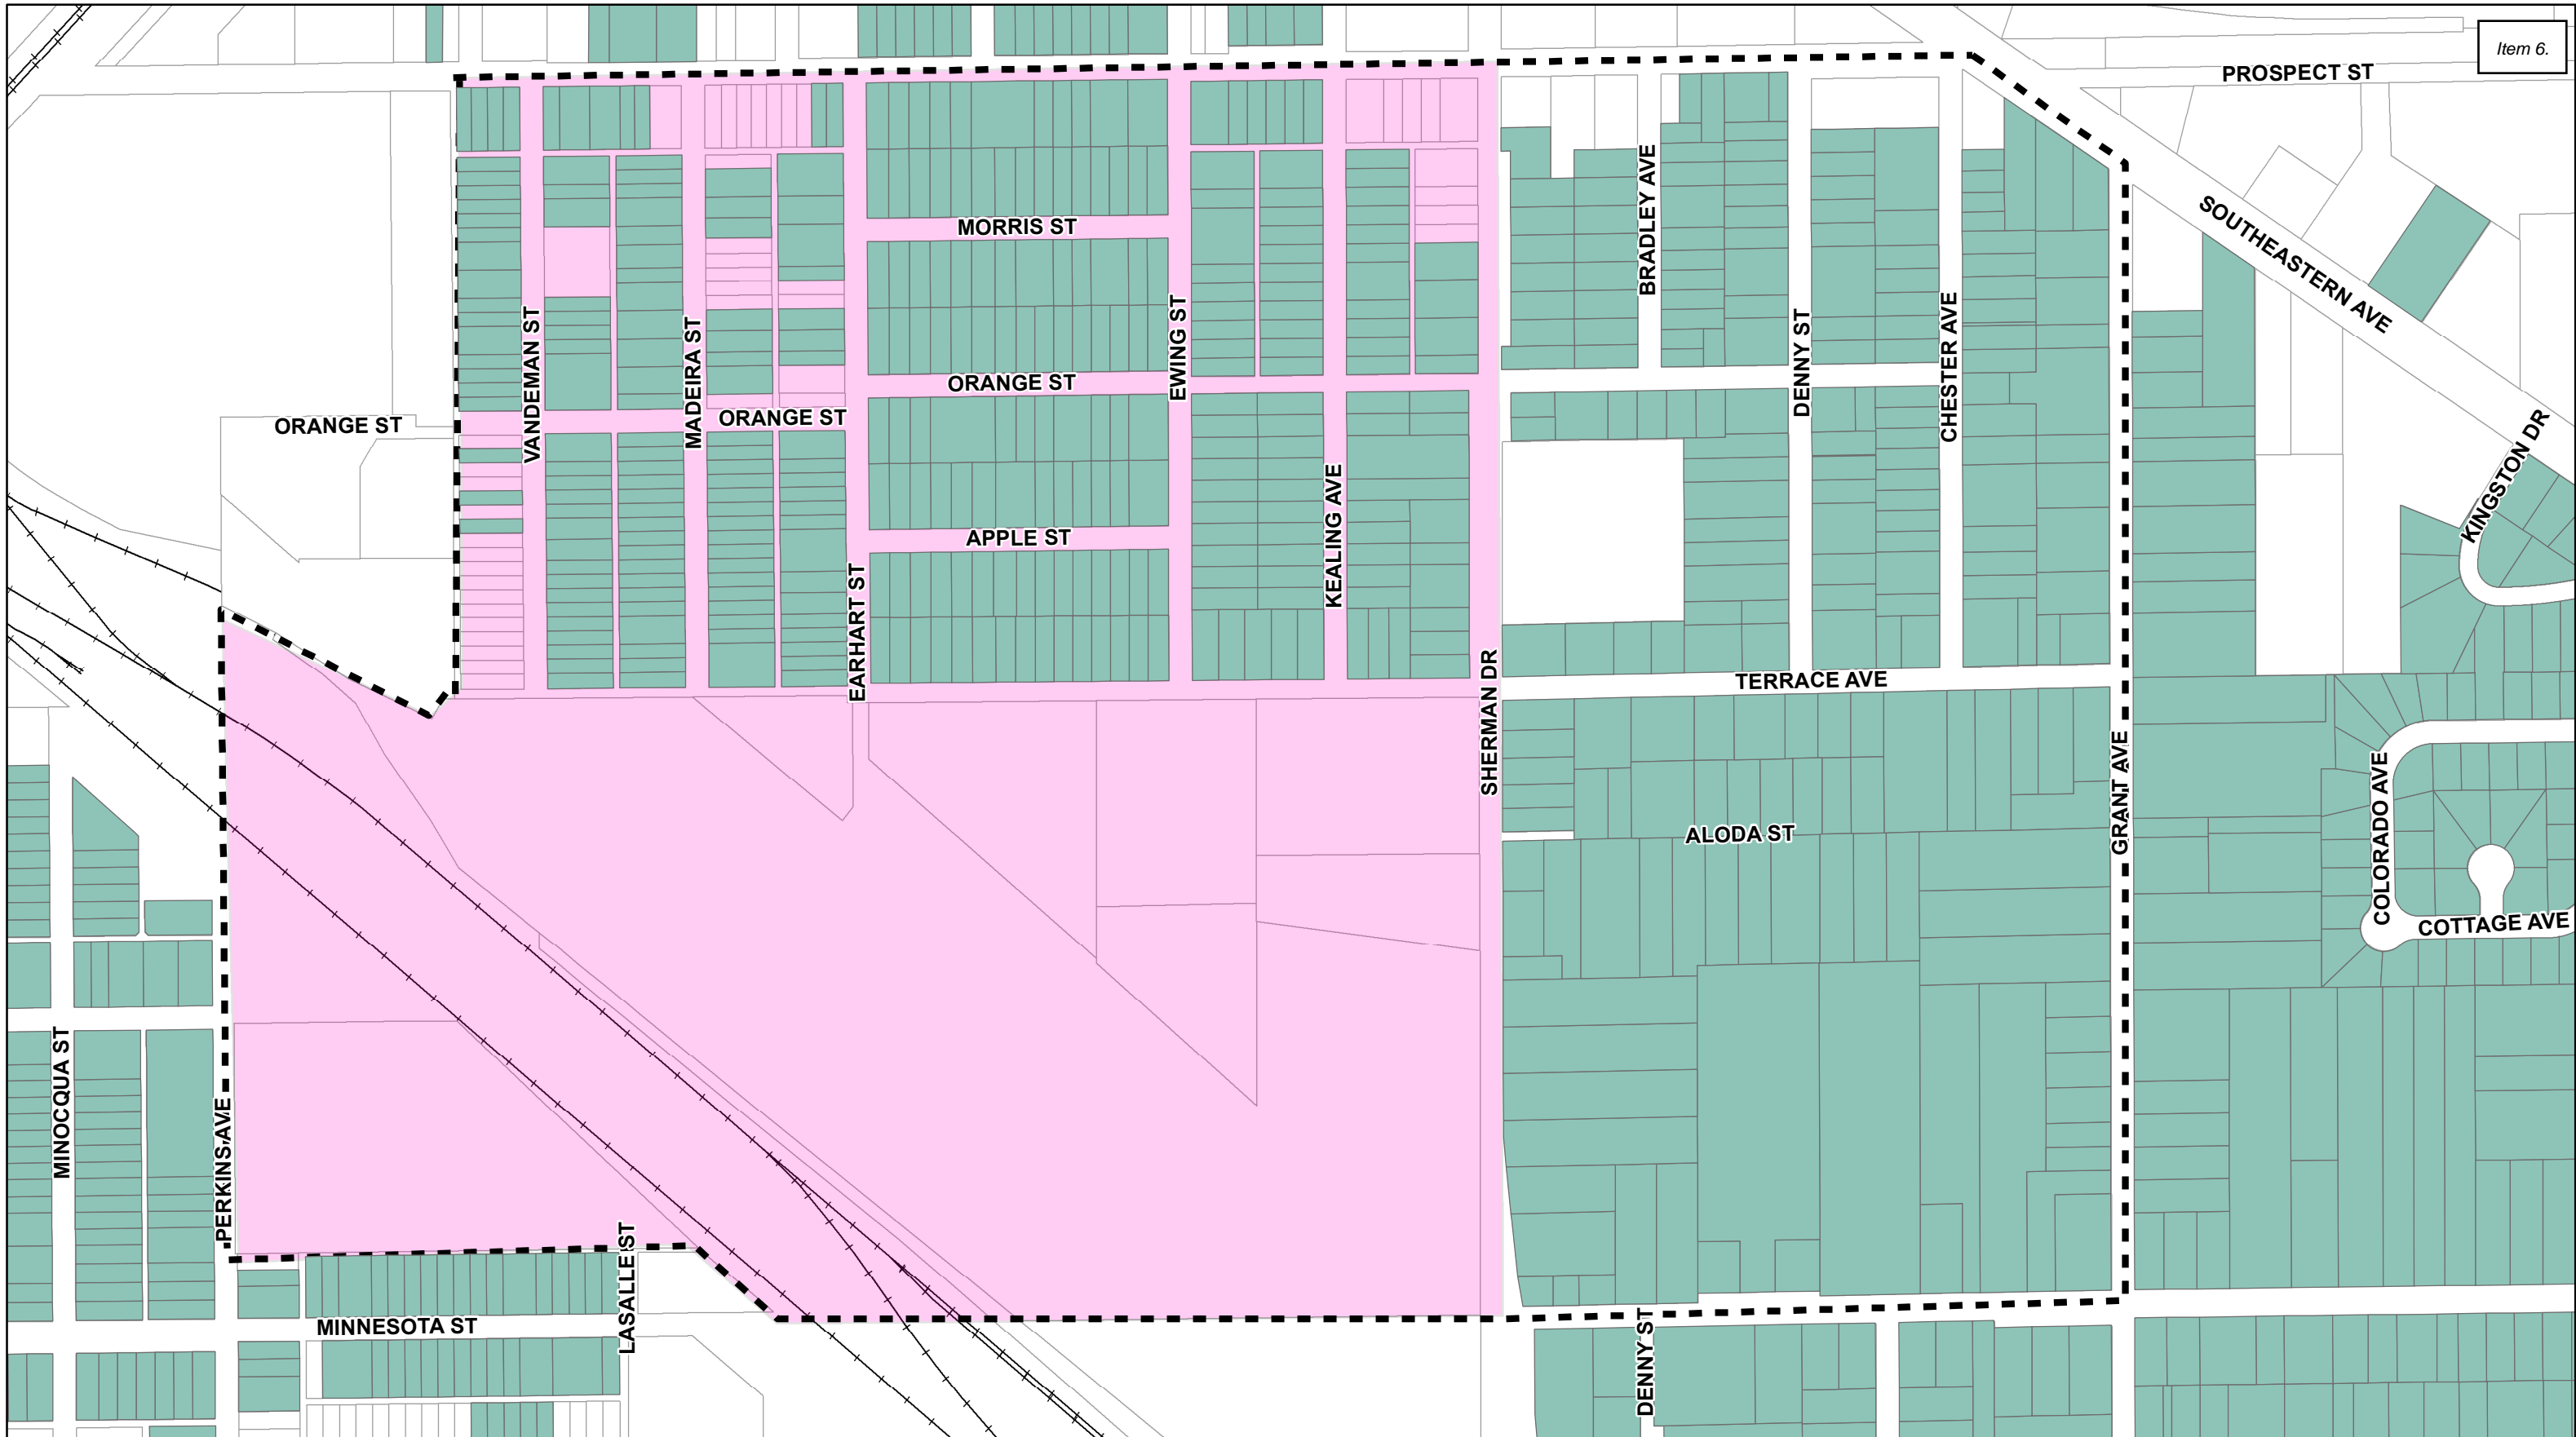 Item 6.
PROSPECT ST
SOUTHEASTERN AVE
MORRIS ST
BRADLEY AVE
VANDEMAN ST
MADEIRA ST
EWING ST
DENNY ST
CHESTER AVE
ORANGE ST
ORANGE ST
ORANGE ST
KINGSTON DR
KEALING AVE
APPLE ST
EARHART ST
SHERMAN DR
TERRACE AVE
GRANT AVE
COLORADO AVE
ALODA ST
COTTAGE AVE
MINOCQUA ST
PERKINS AVE
LASALLE ST
MINNESOTA ST
DENNY ST